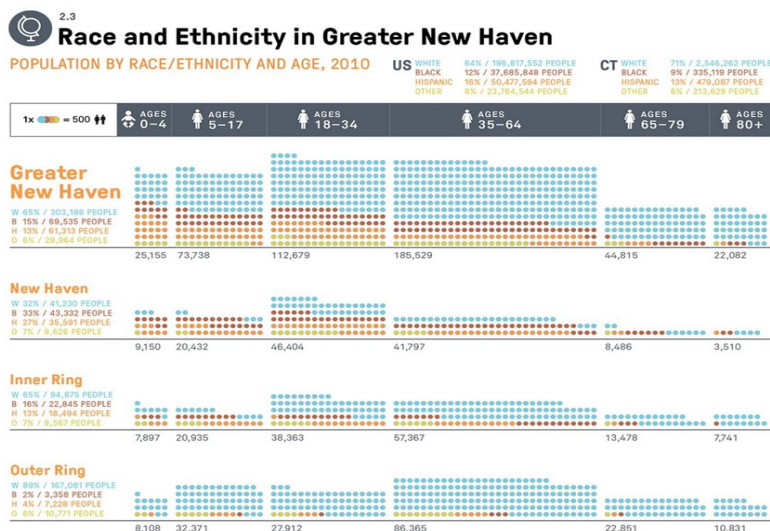 2.3
Race and Ethnicity in Greater New Haven
POPULATION BY RACE/ETHNICITY AND AGE, 2010
US WHITE 64% / 196,817,552 PEOPLE
BLACK 12% / 37,685,848 PEOPLE
HISPANIC 16% / 50,477,594 PEOPLE
OTHER 8% / 23,764,544 PEOPLE
CT WHITE 71% / 2,546,262 PEOPLE
BLACK 9% / 335,119 PEOPLE
HISPANIC 13% / 479,087 PEOPLE
OTHER 6% / 213,629 PEOPLE
1x = 500
AGES 0–4
AGES 5–17
AGES 18–34
AGES 35–64
AGES 65–79
AGES 80+
Greater
New Haven
W 65% / 303,186 PEOPLE
B 15% / 69,535 PEOPLE
H 13% / 61,313 PEOPLE
O 6% / 29,964 PEOPLE
25,155 73,738 112,679 185,529 44,815 22,082
New Haven
W 32% / 41,230 PEOPLE
B 33% / 43,332 PEOPLE
H 27% / 35,591 PEOPLE
O 7% / 9,626 PEOPLE
9,150 20,432 46,404 41,797 8,486 3,510
Inner Ring
W 65% / 94,875 PEOPLE
B 16% / 22,845 PEOPLE
H 13% / 18,494 PEOPLE
O 7% / 9,567 PEOPLE
7,897 20,935 38,363 57,367 13,478 7,741
Outer Ring
W 89% / 167,081 PEOPLE
B 2% / 3,358 PEOPLE
H 4% / 7,228 PEOPLE
O 6% / 10,771 PEOPLE
8,108 32,371 27,912 86,365 22,851 10,831